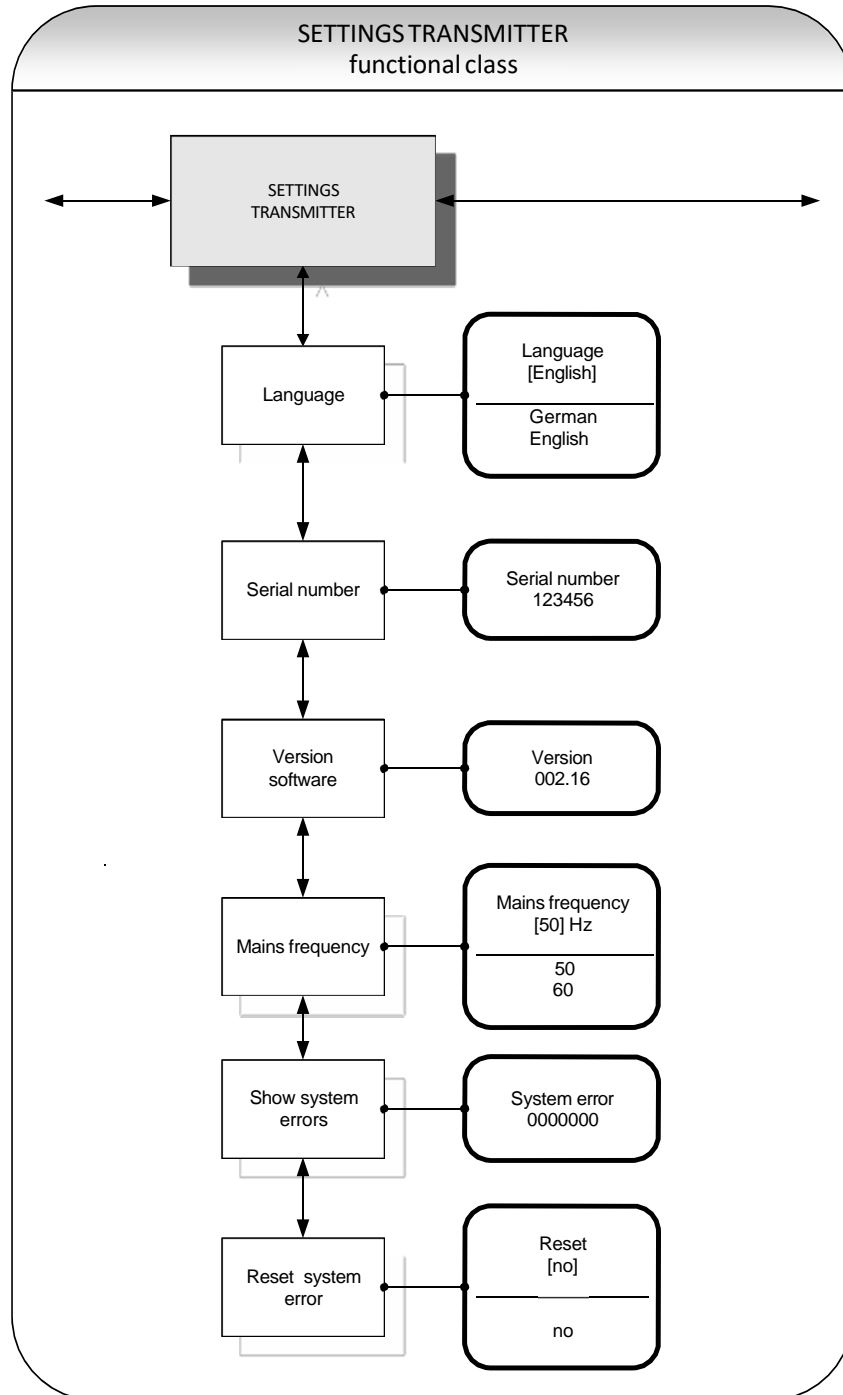 SETTINGS TRANSMITTER
functional class
SETTINGS
TRANSMITTER
Language
Language
[English]
German
English
Serial number
Serial number
123456
Version
software
Version
002.16
Mains frequency
Mains frequency
[50] Hz
50
60
Show system
errors
System error
0000000
Reset system
error
Reset
[no]
no